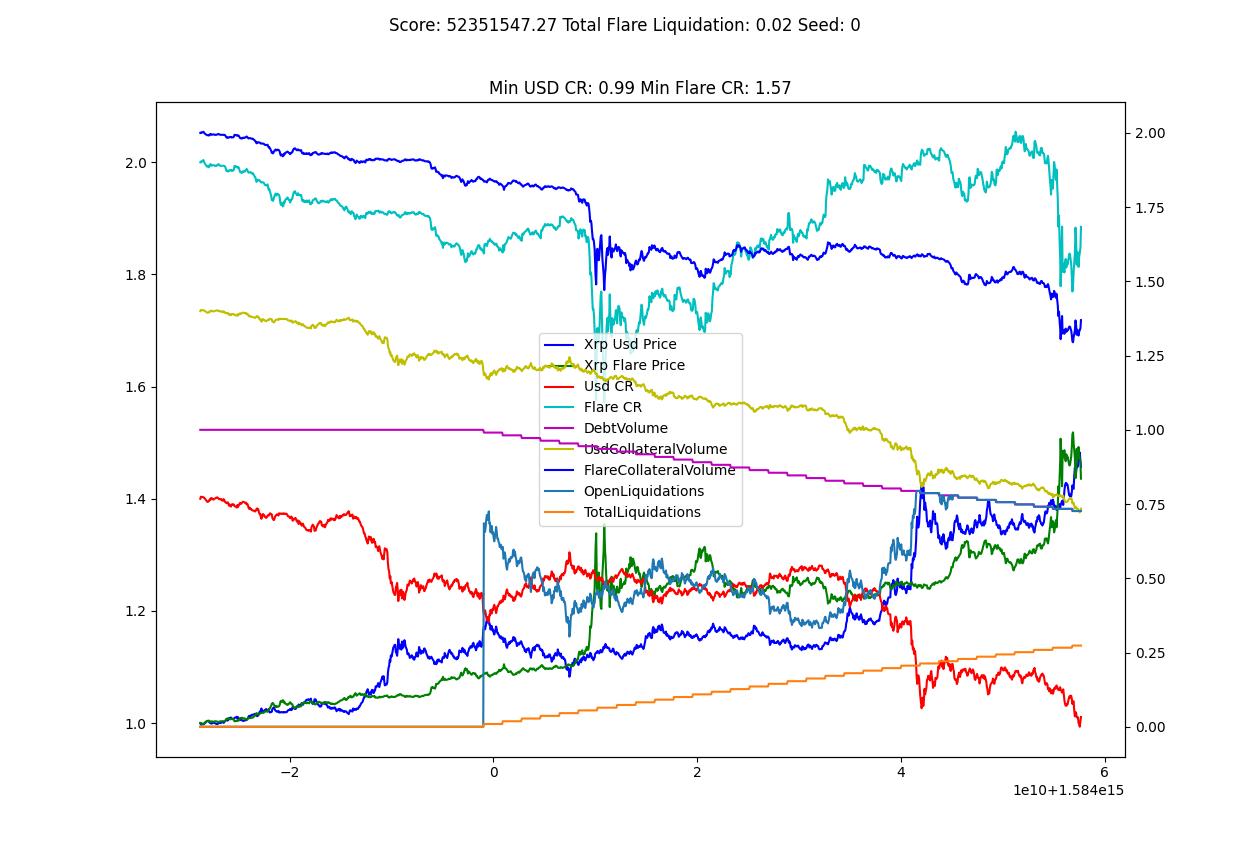 Score: 52351547.27 Total Flare Liquidation: 0.02 Seed: 0
Min USD CR: 0.99 Min Flare CR: 1.57
2.0
1.8
1.6
1.4
1.2
1.0
2.00
1.75
1.50
1.25
1.00
0.75
0.50
0.25
0.00
Xrp Usd Price
Xrp Flare Price
Usd CR
Flare CR
DebtVolume
UsdCollateralVolume
FlareCollateralVolume
OpenLiquidations
TotalLiquidations
−2
0
2
4
6
1e10+1.584e15